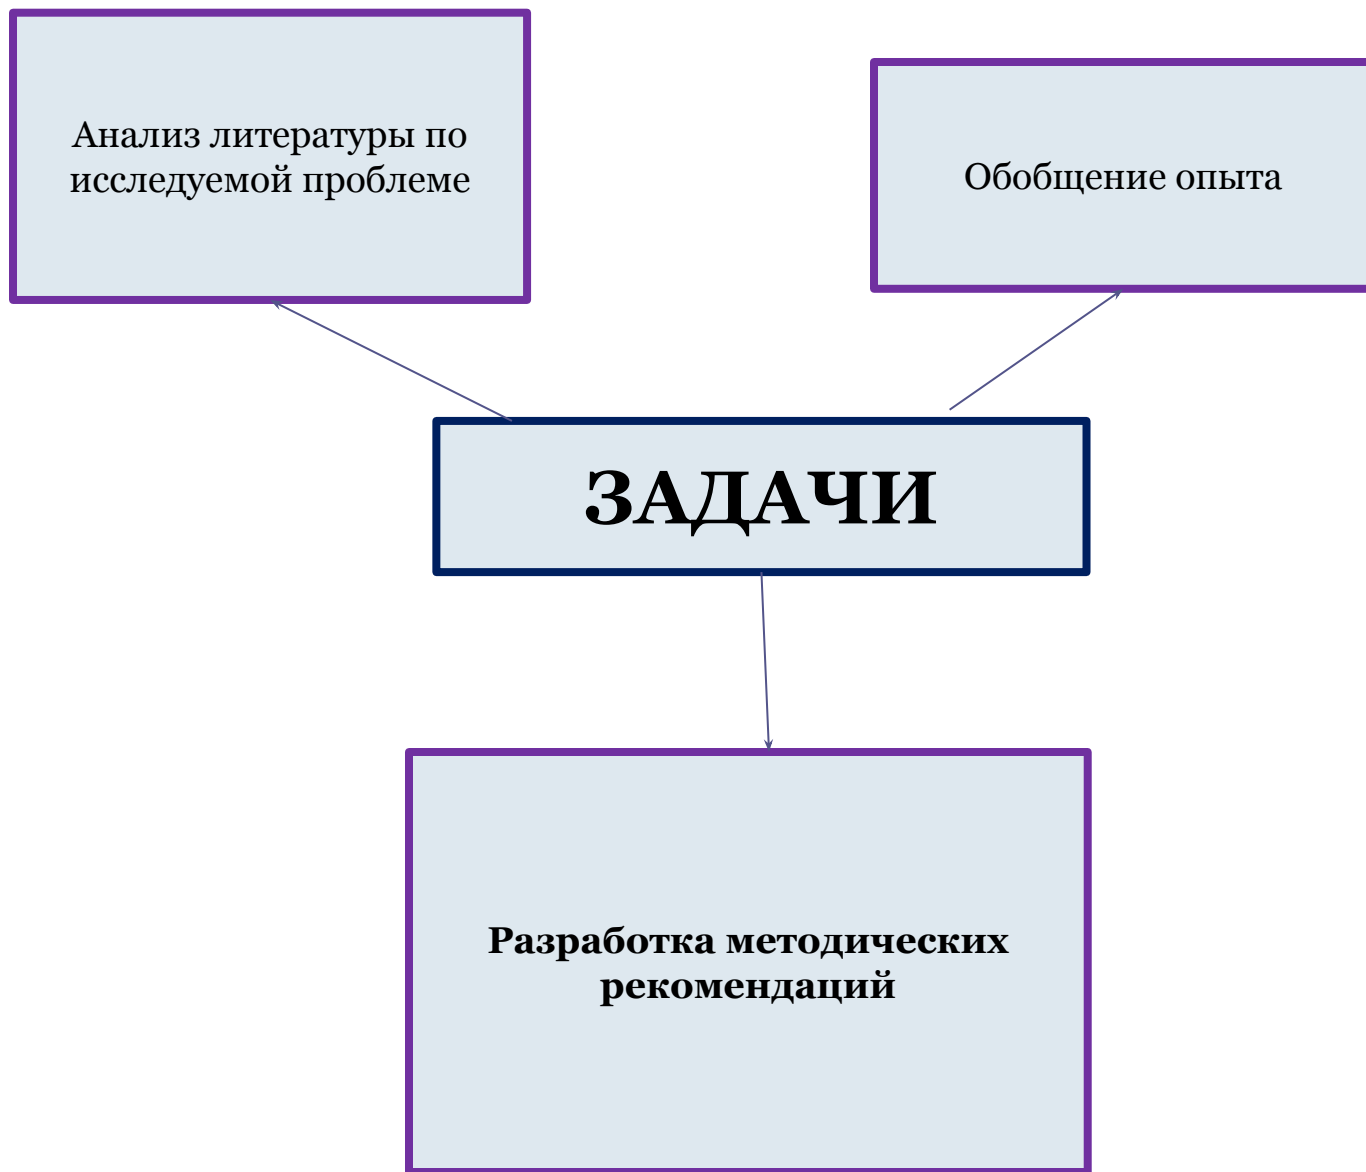 Анализ литературы по
исследуемой проблеме
Обобщение опыта
ЗАДАЧИ
Разработка методических
рекомендаций